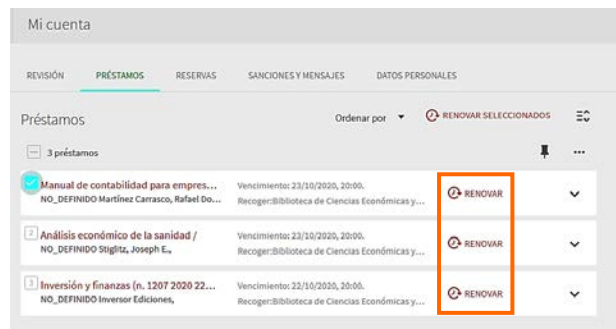 Mi cuenta
REVISIÓN PRÉSTAMOS RESERVAS SANCIONES Y MENSAJES DATOS PERSONALES
Préstamos Ordenar por RENOVAR SELECCIONADOS
3 préstamos
Manual de contabilidad para empres... Vencimiento: 23/10/2020, 20:00. RENOVAR
NO_DEFINIDO Martínez Carrasco, Rafael Do... Recoger:Biblioteca de Ciencias Económicas y...
2 Análisis económico de la sanidad / Vencimiento: 22/10/2020, 20:00. RENOVAR
NO_DEFINIDO Stiglitz, Joseph E., Recoger:Biblioteca de Ciencias Económicas y...
3 Inversión y finanzas (n. 1207 2020 22... Vencimiento: 22/10/2020, 20:00. RENOVAR
NO_DEFINIDO Inversor Ediciones, Recoger:Biblioteca de Ciencias Económicas y...